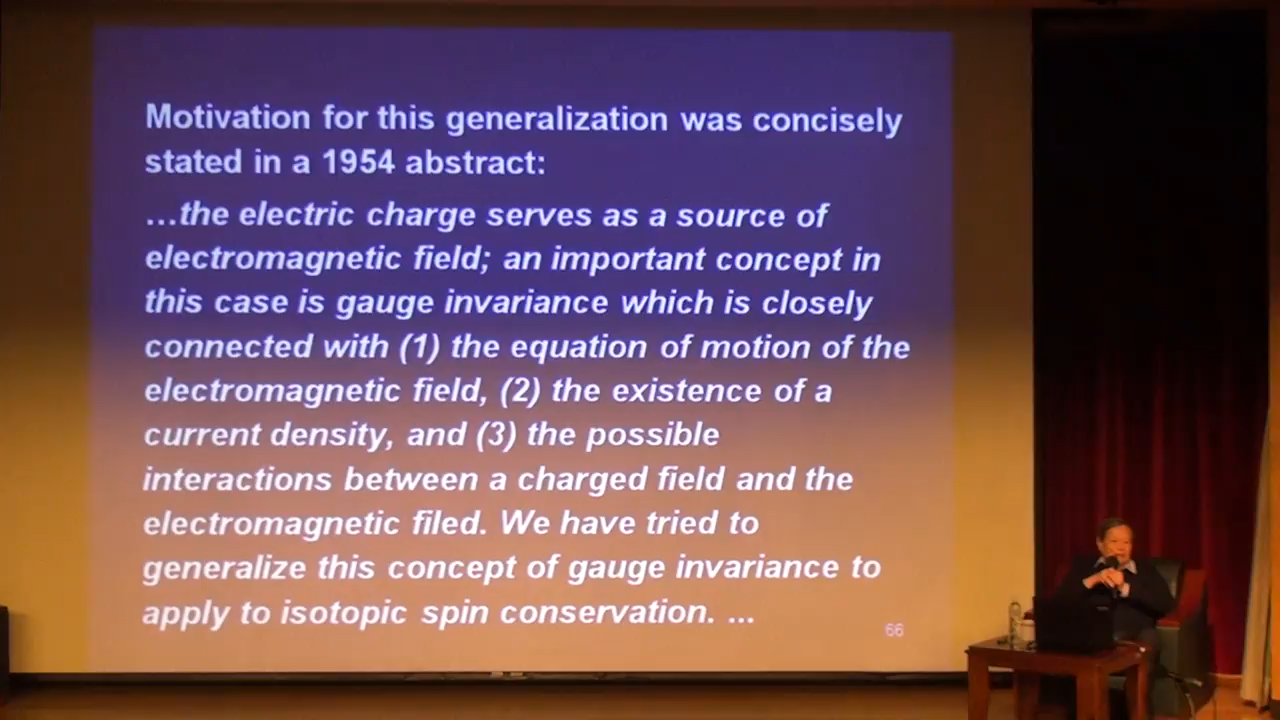 Motivation for this generalization was concisely
stated in a 1954 abstract:
…the electric charge serves as a source of
electromagnetic field; an important concept in
this case is gauge invariance which is closely
connected with (1) the equation of motion of the
electromagnetic field, (2) the existence of a
current density, and (3) the possible
interactions between a charged field and the
electromagnetic filed. We have tried to
generalize this concept of gauge invariance to
apply to isotopic spin conservation. ...
66